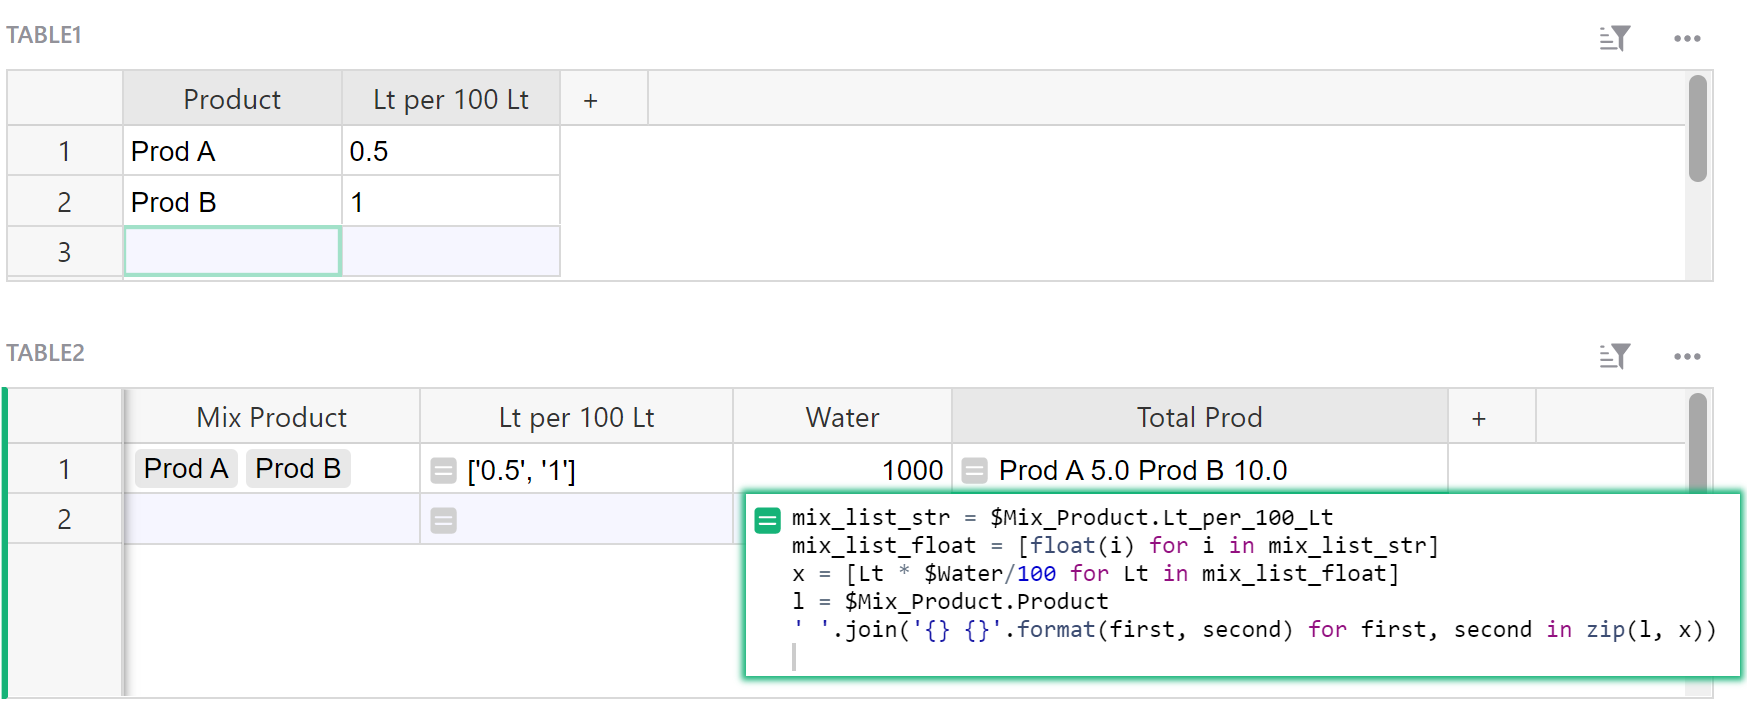 TABLE1
Product Lt per 100 Lt +
1 Prod A 0.5
2 Prod B 1
3
TABLE2
Mix Product Lt per 100 Lt Water Total Prod +
1 Prod A Prod B ['0.5', '1'] 1000 Prod A 5.0 Prod B 10.0
2
mix_list_str = $Mix_Product.Lt_per_100_Lt
mix_list_float = [float(i) for i in mix_list_str]
x = [Lt * $Water/100 for Lt in mix_list_float]
l = $Mix_Product.Product
' '.join('{} {}'.format(first, second) for first, second in zip(l, x))